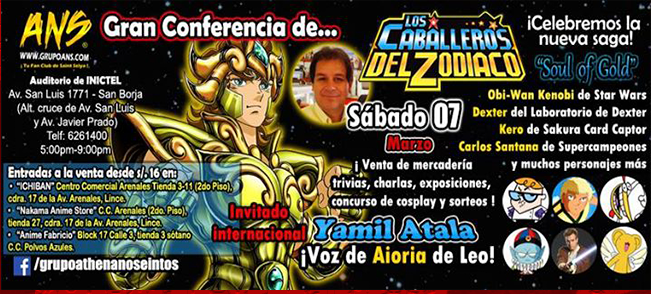 ANS
WWW.GRUPOANS.COM
¡ Tu Fan Club de Saint Seiya !
Gran Conferencia de...
LOS
CABALLEROS
DEL ZODIACO
¡Celebremos la
nueva saga!
"Soul of Gold"
Auditorio de INICTEL
Av. San Luis 1771 - San Borja
(Alt. cruce de Av. San Luis
y Av. Javier Prado)
Telf: 6261400
5:00pm-9:00pm
Sábado 07
Marzo
Obi-Wan Kenobi de Star Wars
Dexter del Laboratorio de Dexter
Kero de Sakura Card Captor
Carlos Santana de Supercampeones
y muchos personajes más
¡ Venta de mercadería
trivias, charlas, exposiciones,
concurso de cosplay y sorteos !
Entradas a la venta desde s/. 16 en:
• "ICHIBAN" Centro Comercial Arenales Tienda 3-11 (2do Piso),
cdra. 17 de la Av. Arenales, Lince.
• "Nakama Anime Store" C.C. Arenales (2do. Piso),
tienda 27, cdra. 17 de la Av. Arenales, Lince.
• "Anime Fabricio" Block 17 Calle 3, tienda 3 sótano
C.C. Polvos Azules.
f /grupoathenanoseintos
Invitado
internacional
Yamil Atala
¡Voz de Aioria de Leo!